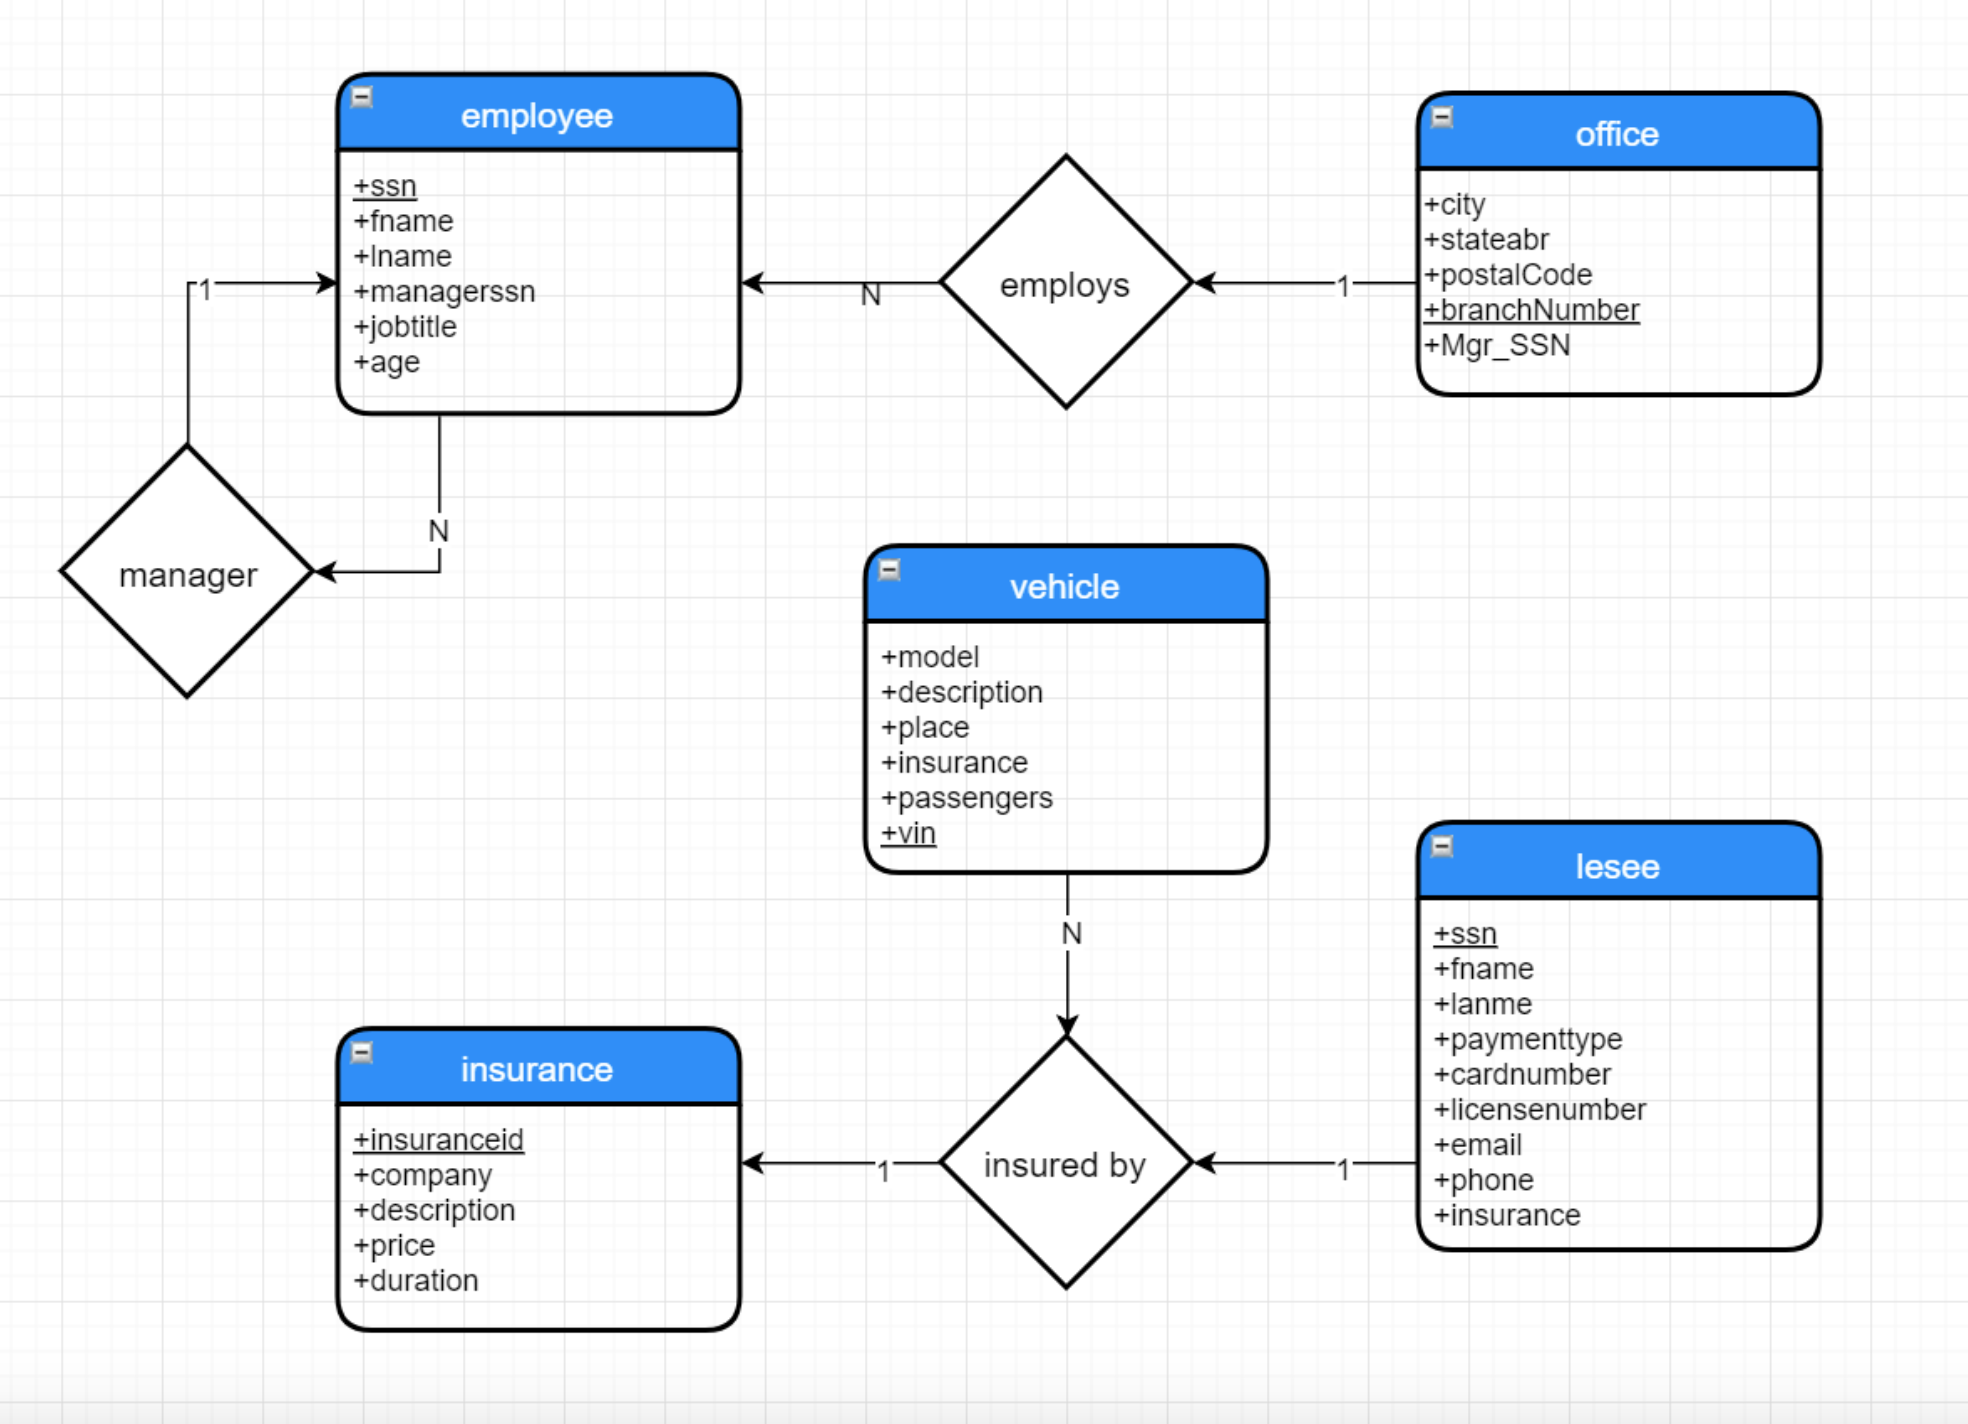 employee
+ssn
+fname
+lname
+managerssn
+jobtitle
+age
1
manager
N
N
employs
1
office
+city
+stateabr
+postalCode
+branchNumber
+Mgr_SSN
vehicle
+model
+description
+place
+insurance
+passengers
+vin
N
insurance
+insuranceid
+company
+description
+price
+duration
1
insured by
1
lesee
+ssn
+fname
+lanme
+paymenttype
+cardnumber
+licensenumber
+email
+phone
+insurance